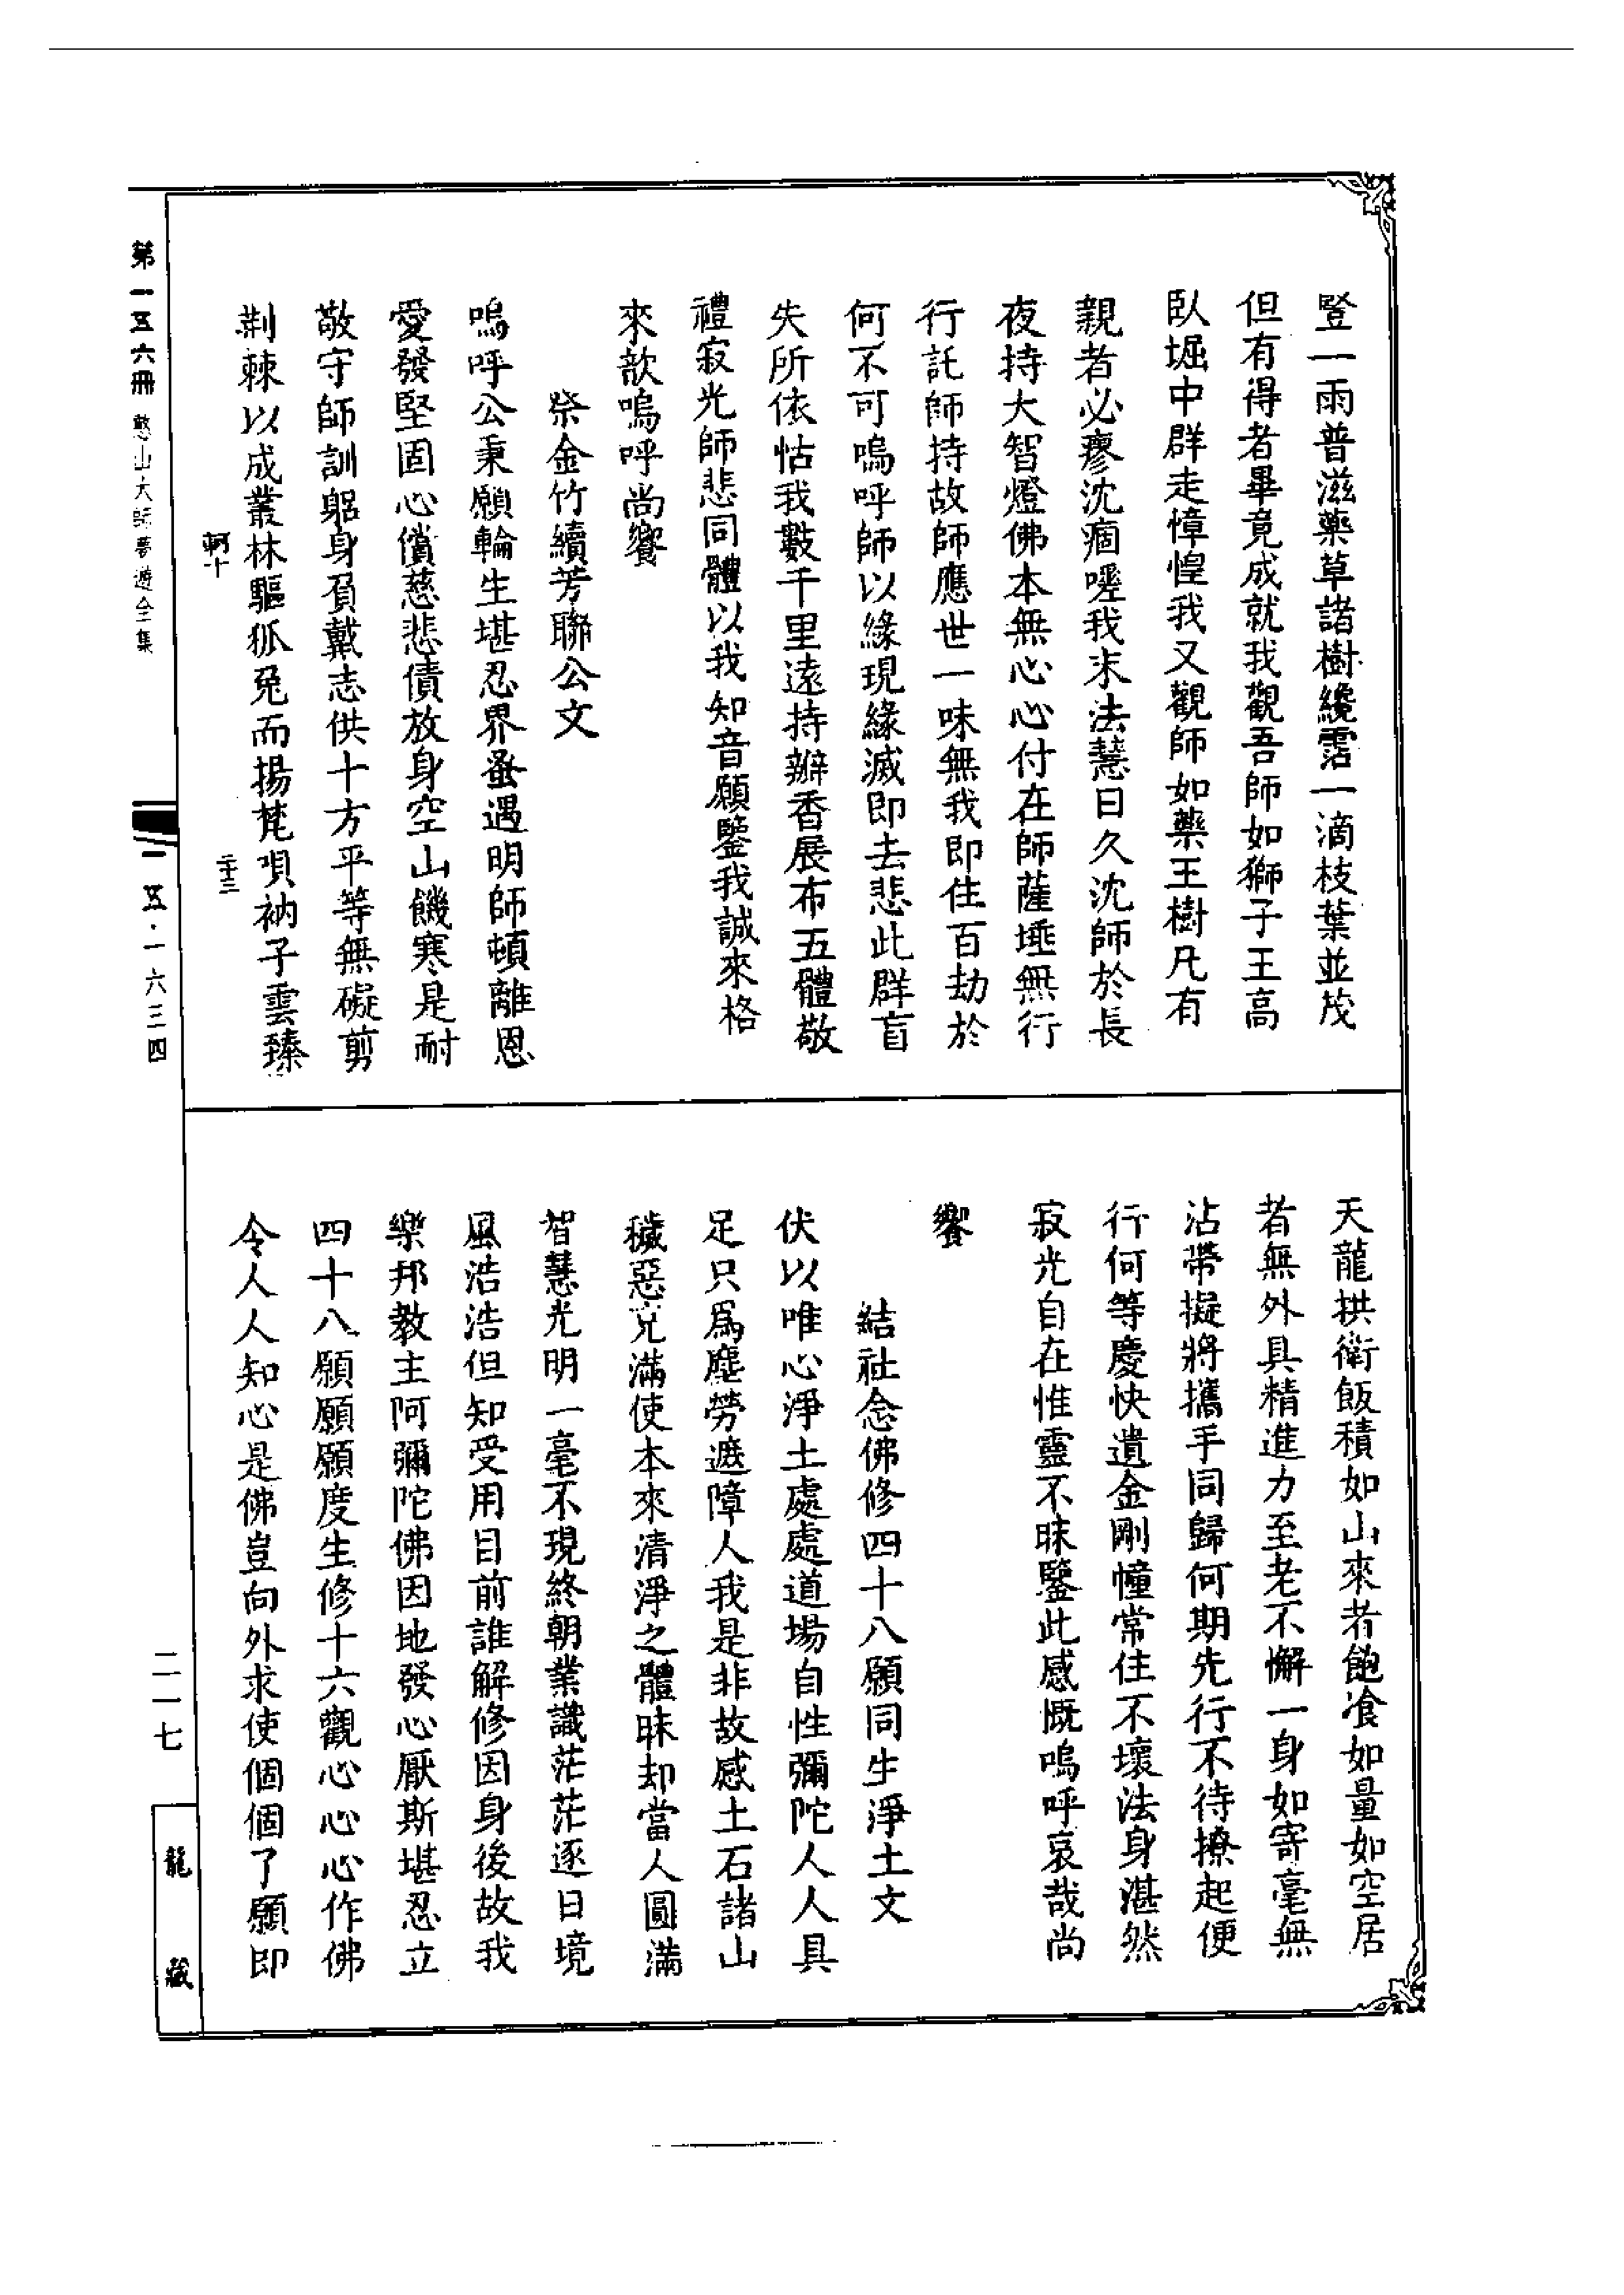 豎一雨普滋藥草諸樹纔霑一滴枝葉並茂
但有得者畢竟成就我觀吾師如獅子王高
臥堀中群走慞惶我又觀師如藥王樹凡有
親者必瘳沈痼嗟我末法慧日久沈師於長
夜持大智燈佛本無心心付在師薩埵無行
行託師持故師應世一味無我即住百劫於
何不可嗚呼師以緣現緣滅即去悲此群盲
失所依怙我數千里遠持瓣香展布五體敬
禮寂光師悲同體以我知音願鑒我誠來格
來歆嗚呼尚饗
祭金竹續芳聯公文
嗚呼公秉願輪生堪忍界蚤遇明師頓離恩
愛發堅固心償慈悲債放身空山饑寒是耐
敬守師訓躬身負戴志供十方平等無礙剪
荆棘以成叢林驅狐兔而揚梵唄衲子雲臻
軻十
二十三
天龍拱衛飯積如山來者飽飡如量如空居
者無外具精進力至老不懈一身如寄毫無
沾帶擬將攜手同歸何期先行不待撩起便
行何等慶快遺金剛幢常住不壞法身湛然
寂光自在惟靈不昧鑒此感慨嗚呼哀哉尚
饗
結社念佛修四十八願同生淨土文
伏以唯心淨土處處道場自性彌陀人人具
足只爲塵勞遮障人我是非故感土石諸山
穢惡充滿使本來清淨之體昧却當人圓滿
智慧光明一毫不現終朝業識茫茫逐日境
風浩浩但知受用目前誰解修因身後故我
樂邦教主阿彌陀佛因地發心厭斯堪忍立
四十八願願願度生修十六觀心心心作佛
令人人知心是佛豈向外求使個個了願即
第一五六冊 憨山大師夢遊全集
一五·一六三四
二一七
龍藏